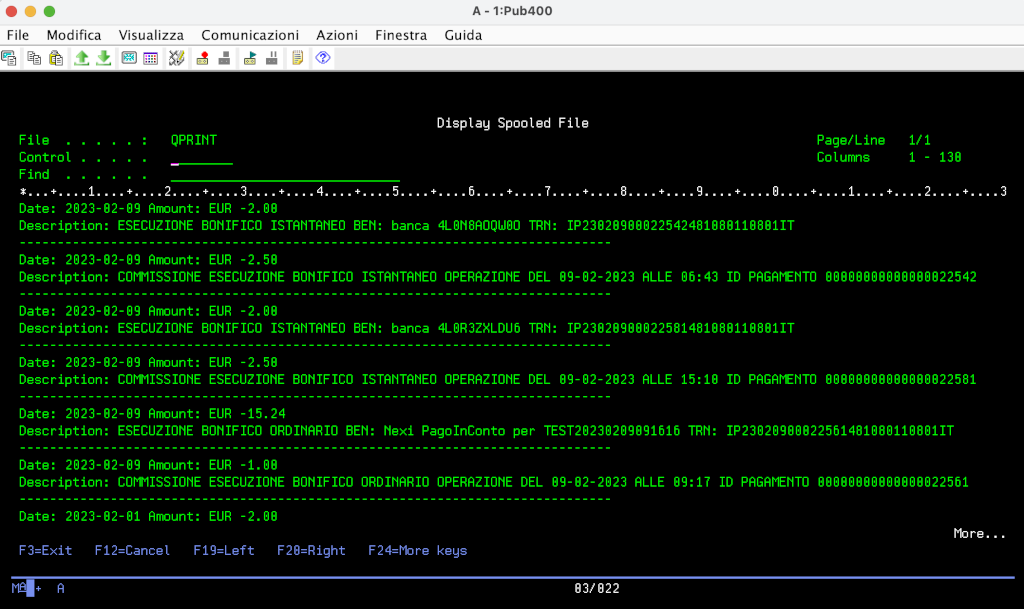 A - 1:Pub400
File Modifica Visualizza Comunicazioni Azioni Finestra Guida
Display Spooled File
File . . . . . : QPRINT Page/Line 1/1
Control . . . . . Columns 1 - 130
Find . . . . . .
*...+....1....+....2....+....3....+....4....+....5....+....6....+....7....+....8....+....9....+....0....+....1....+....2....+....3
Date: 2023-02-09 Amount: EUR -2.00
Description: ESECUZIONE BONIFICO ISTANTANEO BEN: banca 4L0N8AOQW0O TRN: IP23020900022542481080110801IT
-----------------------------------------------------------------------------
Date: 2023-02-09 Amount: EUR -2.50
Description: COMMISSIONE ESECUZIONE BONIFICO ISTANTANEO OPERAZIONE DEL 09-02-2023 ALLE 06:43 ID PAGAMENTO 00000000000000022542
-----------------------------------------------------------------------------
Date: 2023-02-09 Amount: EUR -2.00
Description: ESECUZIONE BONIFICO ISTANTANEO BEN: banca 4L0R3ZXLDU6 TRN: IP23020900022581481080110801IT
-----------------------------------------------------------------------------
Date: 2023-02-09 Amount: EUR -2.50
Description: COMMISSIONE ESECUZIONE BONIFICO ISTANTANEO OPERAZIONE DEL 09-02-2023 ALLE 15:10 ID PAGAMENTO 00000000000000022581
-----------------------------------------------------------------------------
Date: 2023-02-09 Amount: EUR -15.24
Description: ESECUZIONE BONIFICO ORDINARIO BEN: Nexi PagoInConto per TEST20230209091616 TRN: IP23020900022561481080110801IT
-----------------------------------------------------------------------------
Date: 2023-02-09 Amount: EUR -1.00
Description: COMMISSIONE ESECUZIONE BONIFICO ORDINARIO OPERAZIONE DEL 09-02-2023 ALLE 09:17 ID PAGAMENTO 00000000000000022561
-----------------------------------------------------------------------------
Date: 2023-02-01 Amount: EUR -2.00
More...
F3=Exit F12=Cancel F19=Left F20=Right F24=More keys
MA + A 03/022